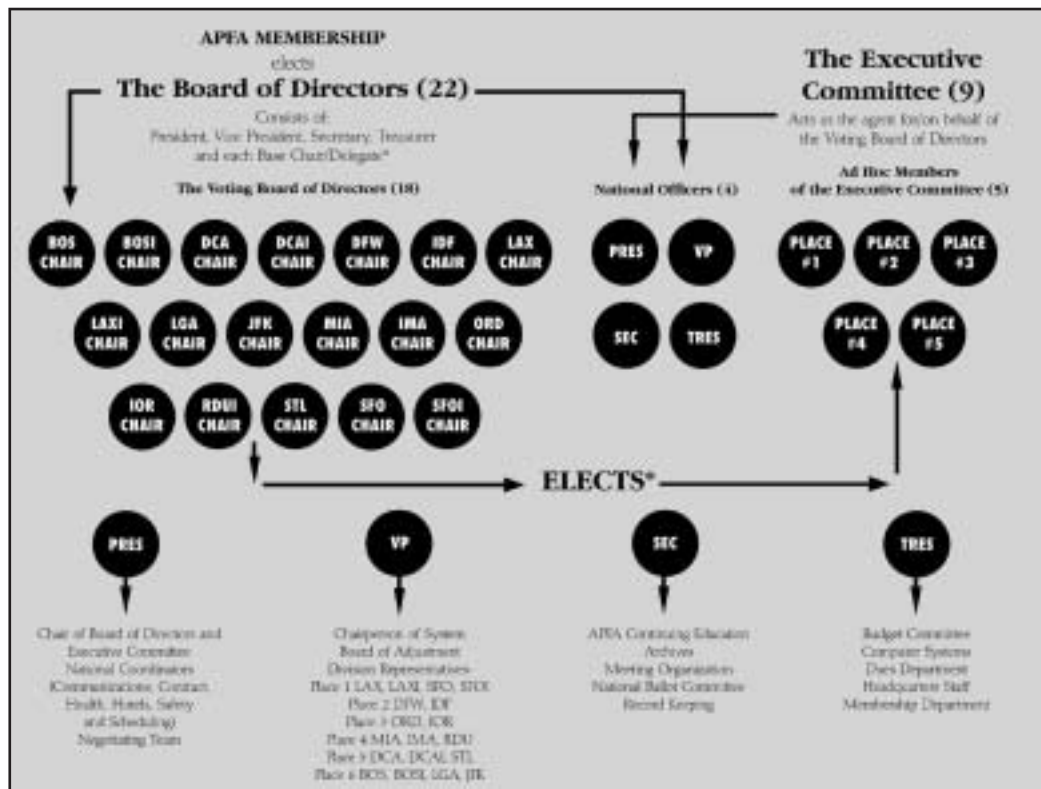 APFA MEMBERSHIP
elects
The Board of Directors (22)
Consists of:
President, Vice President, Secretary, Treasurer
and each Base Chair/Delegate*
The Executive
Committee (9)
Acts as the agent for/on behalf of
the Voting Board of Directors
The Voting Board of Directors (18)
National Officers (4)
Ad Hoc Members
of the Executive Committee (5)
BOS
CHAIR
BOSI
CHAIR
DCA
CHAIR
DCAI
CHAIR
DFW
CHAIR
IDF
CHAIR
LAX
CHAIR
LAXI
CHAIR
LGA
CHAIR
JFK
CHAIR
MIA
CHAIR
IMA
CHAIR
ORD
CHAIR
IOR
CHAIR
RDUI
CHAIR
STL
CHAIR
SFO
CHAIR
SFOI
CHAIR
PRES
VP
SEC
TRES
PLACE
#1
PLACE
#2
PLACE
#3
PLACE
#4
PLACE
#5
ELECTS*
PRES
Chair of Board of Directors and
Executive Committee
National Coordinators
(Communications, Contract,
Health, Hotels, Safety
and Scheduling)
Negotiating Team
VP
Chairperson of System
Board of Adjustment
Division Representatives:
Place 1 LAX, LAXI, SFO,
Place 2 DFW, IDF
Place 3 ORD, IOR
Place 4 MIA, IMA, RDU
Place 5 DCA, DCAI, STL
Place 6 BOS, BOSI, LGA, JFK
SEC
APFA Continuing Education
Archives
Meeting Organization
National Ballot Committee
Record Keeping
TRES
Budget Committee
Computer Systems
Dues Department
Headquarters Staff
Membership Department